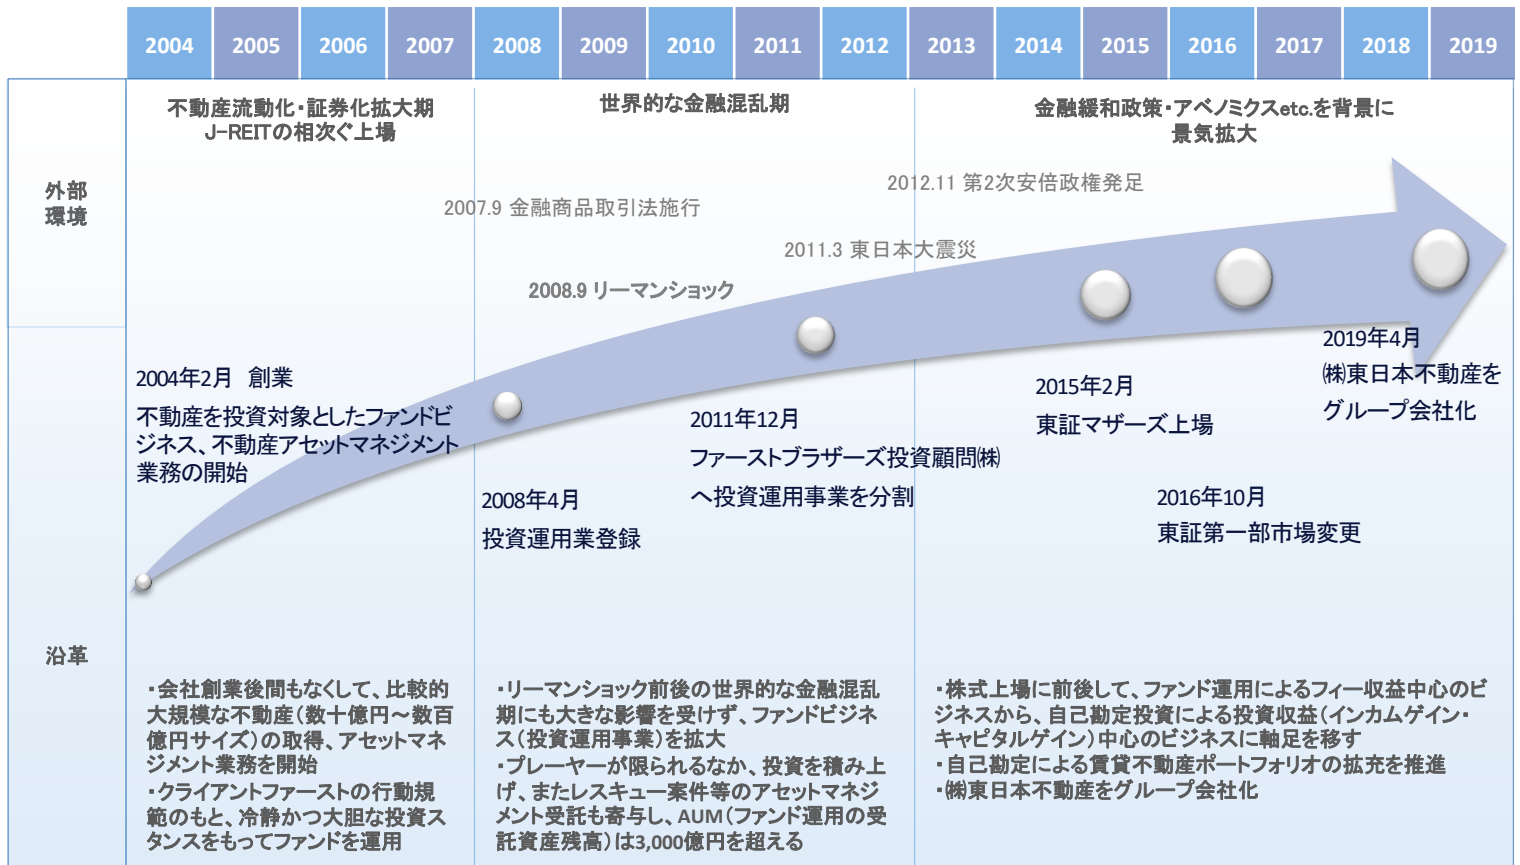 2004 2005 2006 2007 2008 2009 2010 2011 2012 2013 2014 2015 2016 2017 2018 2019
外部
環境
不動産流動化・証券化拡大期
J-REITの相次ぐ上場
世界的な金融混乱期
金融緩和政策・アベノミクスetc.を背景に
景気拡大
2012.11 第2次安倍政権発足
2007.9 金融商品取引法施行
2011.3 東日本大震災
2008.9 リーマンショック
沿革
2004年2月 創業
不動産を投資対象としたファンドビ
ジネス、不動産アセットマネジメント
業務の開始
2008年4月
投資運用業登録
2011年12月
ファーストブラザーズ投資顧問㈱
へ投資運用事業を分割
2015年2月
東証マザーズ上場
2016年10月
東証第一部市場変更
2019年4月
㈱東日本不動産を
グループ会社化
・会社創業後間もなくして、比較的
大規模な不動産（数十億円～数百
億円サイズ）の取得、アセットマネ
ジメント業務を開始
・クライアントファーストの行動規
範のもと、冷静かつ大胆な投資ス
タンスをもってファンドを運用
・リーマンショック前後の世界的な金融混乱
期にも大きな影響を受けず、ファンドビジネ
ス（投資運用事業）を拡大
・プレーヤーが限られるなか、投資を積み上
げ、またレスキュー案件等のアセットマネジ
メント受託も寄与し、AUM（ファンド運用の受
託資産残高）は3,000億円を超える
・株式上場に前後して、ファンド運用によるフィー収益中心のビ
ジネスから、自己勘定投資による投資収益（インカムゲイン・
キャピタルゲイン）中心のビジネスに軸足を移す
・自己勘定による賃貸不動産ポートフォリオの拡充を推進
・㈱東日本不動産をグループ会社化